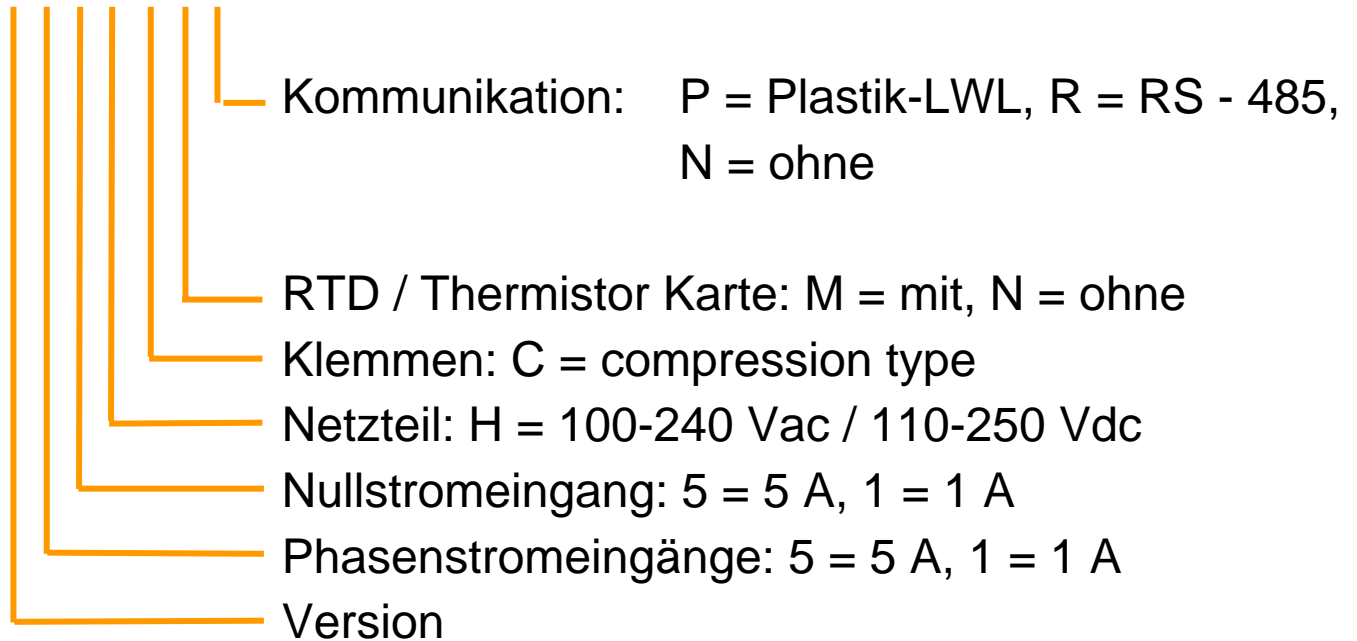 Kommunikation: P = Plastik-LWL, R = RS - 485,
N = ohne
RTD / Thermistor Karte: M = mit, N = ohne
Klemmen: C = compression type
Netzteil: H = 100-240 Vac / 110-250 Vdc
Nullstromeingang: 5 = 5 A, 1 = 1 A
Phasenstromeingänge: 5 = 5 A, 1 = 1 A
Version